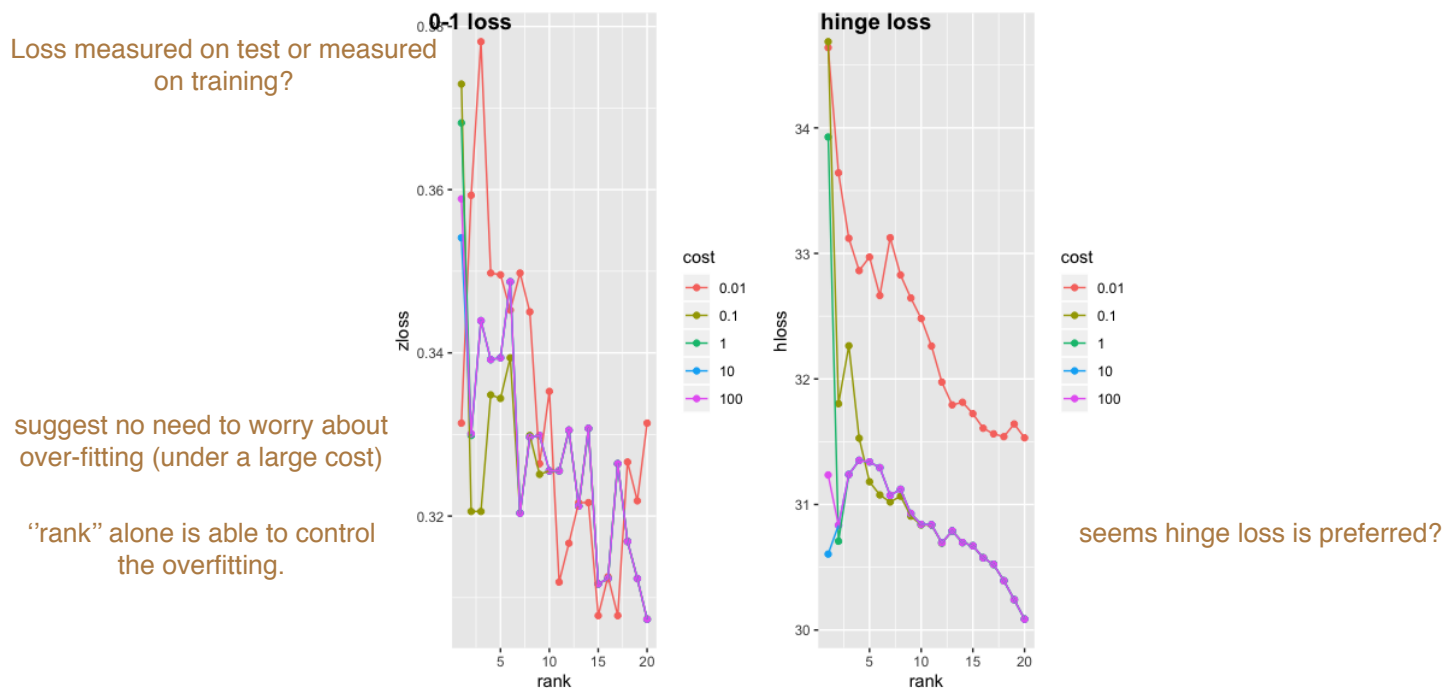 Loss measured on test or measured
on training?
suggest no need to worry about
over-fitting (under a large cost)
‘’rank’’ alone is able to control
the overfitting.
0-1 loss
0.36
0.34
0.32
zloss
5 10 15 20
rank
cost
0.01
0.1
1
10
100
hinge loss
34
33
32
31
30
hloss
5 10 15 20
rank
cost
0.01
0.1
1
10
100
seems hinge loss is preferred?